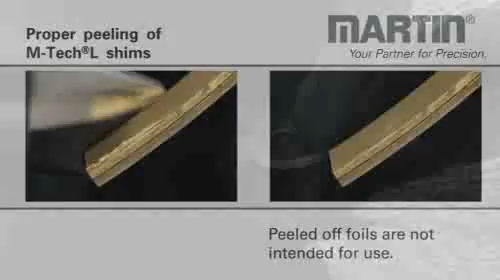 Proper peeling of
M-Tech®L shims
MARTIN®
Your Partner for Precision.
Peeled off foils are not
intended for use.